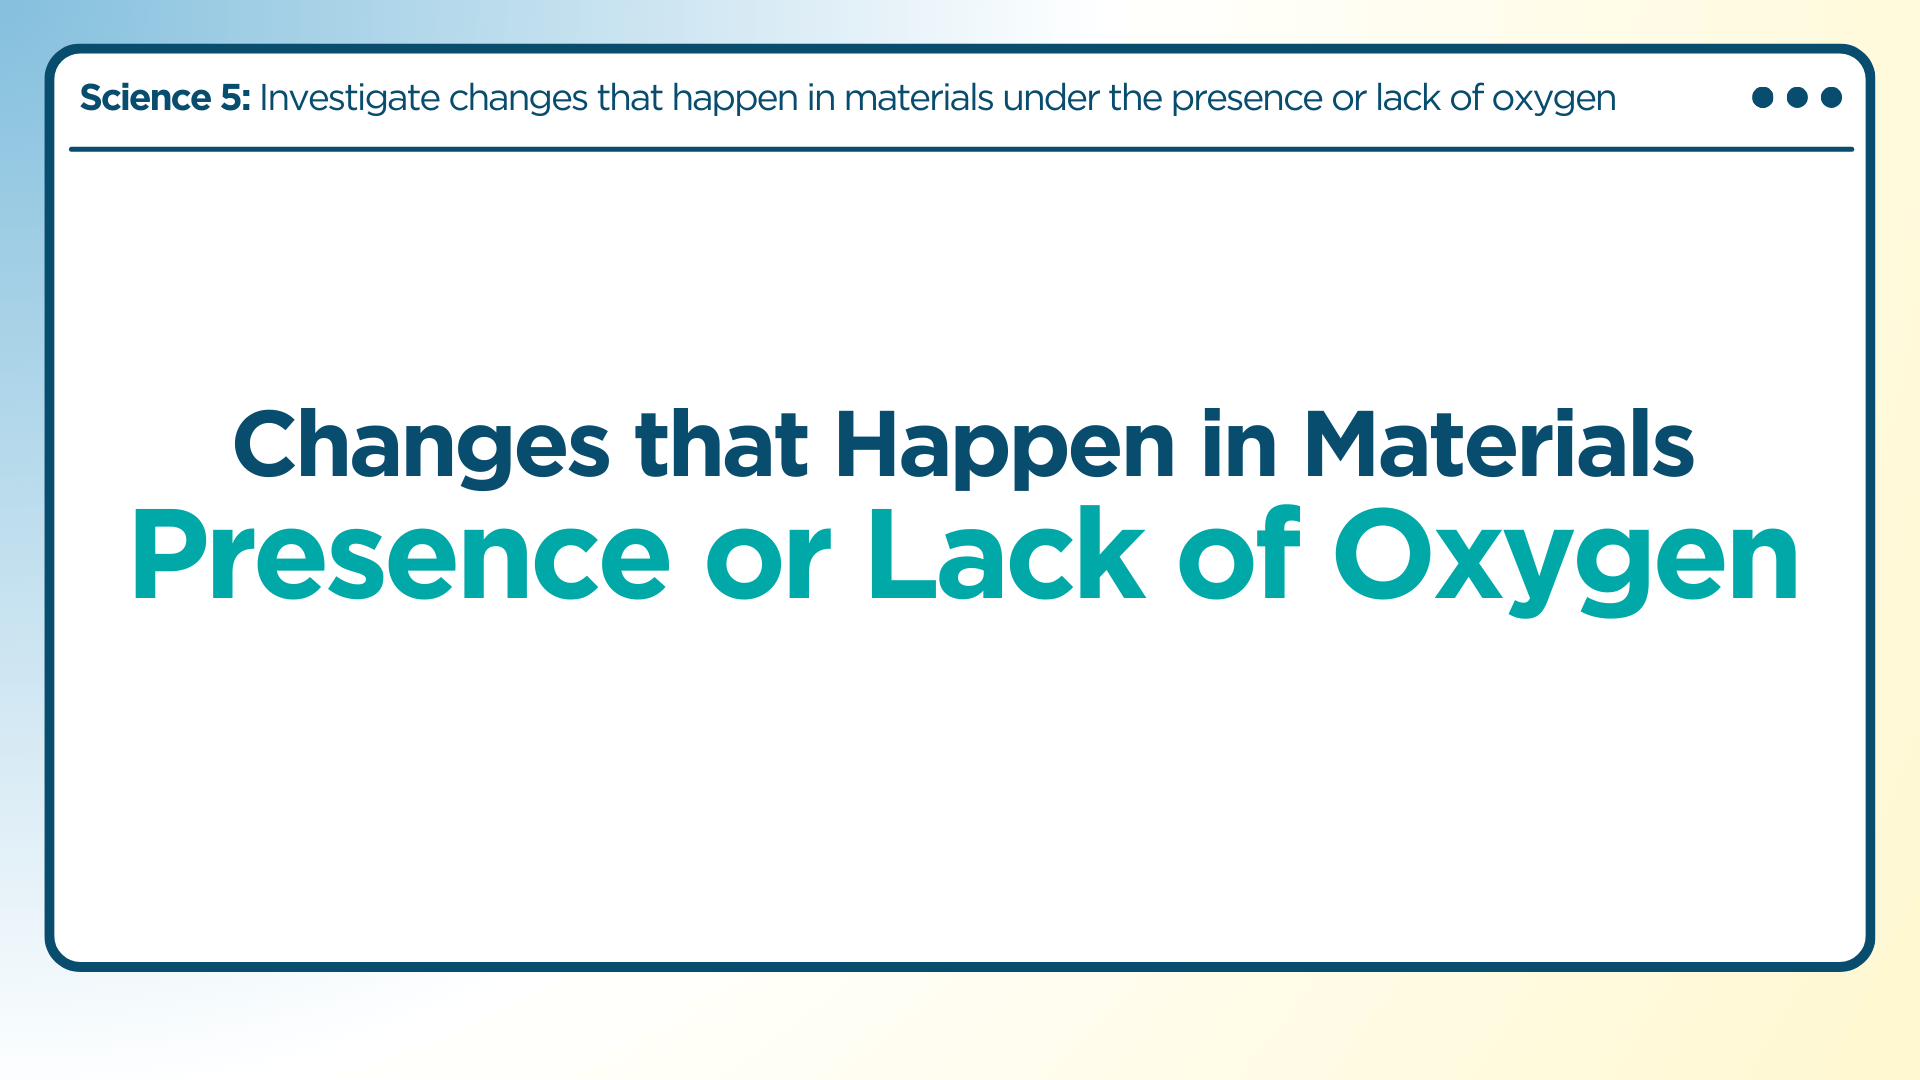 Science 5: Investigate changes that happen in materials under the presence or lack of oxygen
Changes that Happen in Materials
Presence or Lack of Oxygen